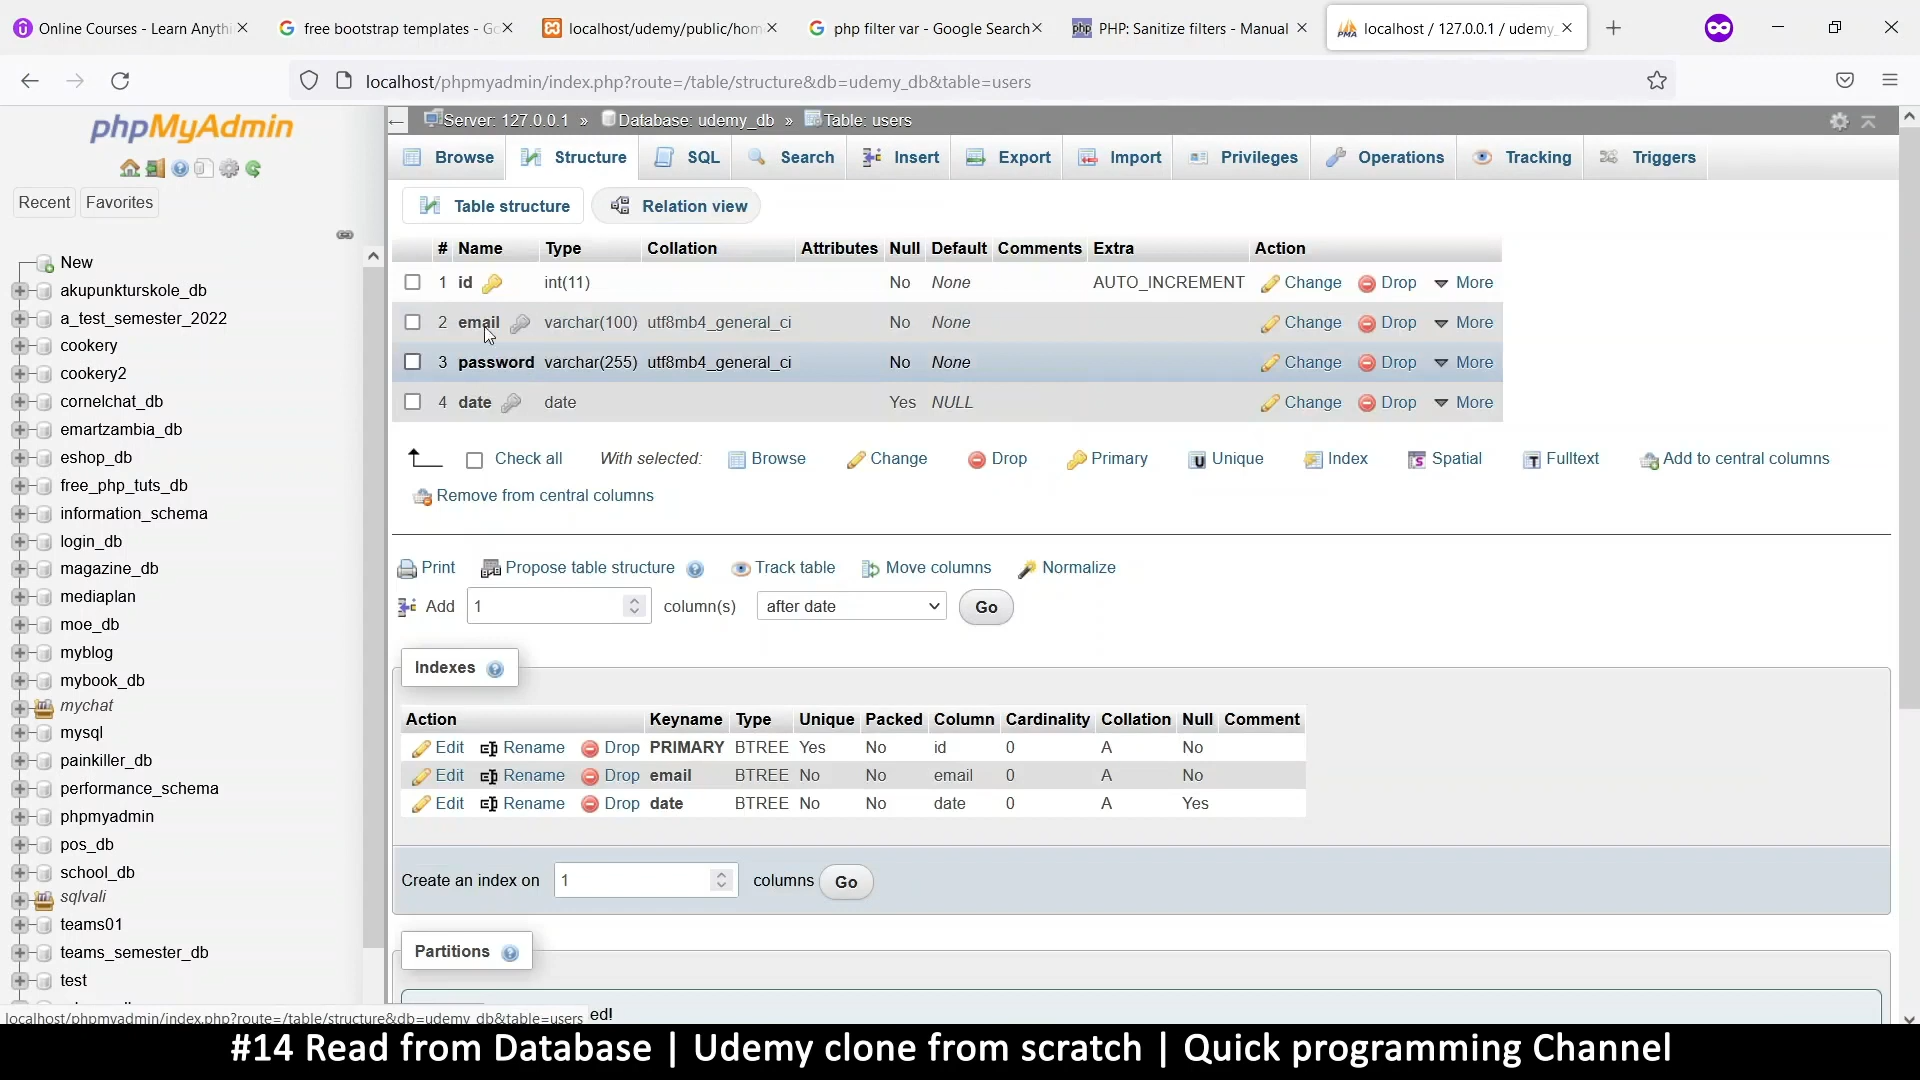 Online Courses - Learn Anythi
free bootstrap templates - Go
localhost/udemy/public/hom
php filter var - Google Search
PHP: Sanitize filters - Manual
localhost / 127.0.0.1 / udemy_
localhost/phpmyadmin/index.php?route=/table/structure&db=udemy_db&table=users
phpMyAdmin
Recent Favorites
New
akupunkturskole_db
a_test_semester_2022
cookery
cookery2
cornelchat_db
emartzambia_db
eshop_db
free_php_tuts_db
information_schema
login_db
magazine_db
mediaplan
moe_db
myblog
mybook_db
mychat
mysql
painkiller_db
performance_schema
phpmyadmin
pos_db
school_db
sqlvali
teams01
teams_semester_db
test
Server: 127.0.0.1 » Database: udemy_db » Table: users
Browse Structure SQL Search Insert Export Import Privileges Operations Tracking Triggers
Table structure Relation view
# Name Type Collation Attributes Null Default Comments Extra Action
1 id int(11) No None AUTO_INCREMENT Change Drop More
2 email varchar(100) utf8mb4_general_ci No None Change Drop More
3 password varchar(255) utf8mb4_general_ci No None Change Drop More
4 date date Yes NULL Change Drop More
Check all With selected: Browse Change Drop Primary Unique Index Spatial Fulltext Add to central columns
Remove from central columns
Print Propose table structure Track table Move columns Normalize
Add 1 column(s) after date Go
Indexes
Action Keyname Type Unique Packed Column Cardinality Collation Null Comment
Edit Rename Drop PRIMARY BTREE Yes No id 0 A No
Edit Rename Drop email BTREE No No email 0 A No
Edit Rename Drop date BTREE No No date 0 A Yes
Create an index on 1 columns Go
Partitions
ed!
localhost/phpmyadmin/index.php?route=/table/structure&db=udemy_db&table=users
#14 Read from Database | Udemy clone from scratch | Quick programming Channel